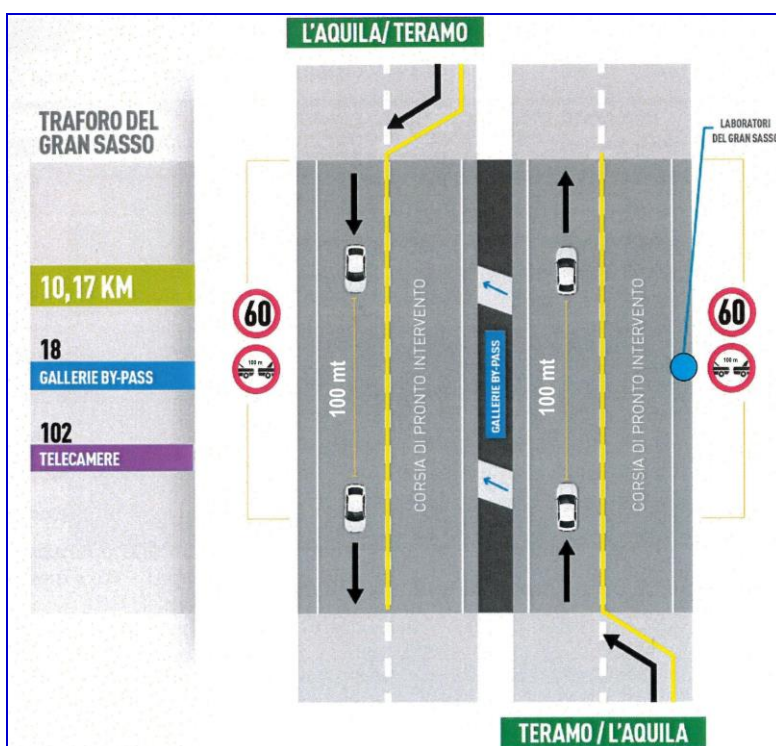 L'AQUILA/ TERAMO
TRAFORO DEL
GRAN SASSO
10,17 KM
18
GALLERIE BY-PASS
102
TELECAMERE
60
100 m
100 mt
CORSIA DI PRONTO INTERVENTO
GALLERIE BY-PASS
100 mt
CORSIA DI PRONTO INTERVENTO
LABORATORI
DEL GRAN SASSO
60
100 m
TERAMO / L'AQUILA